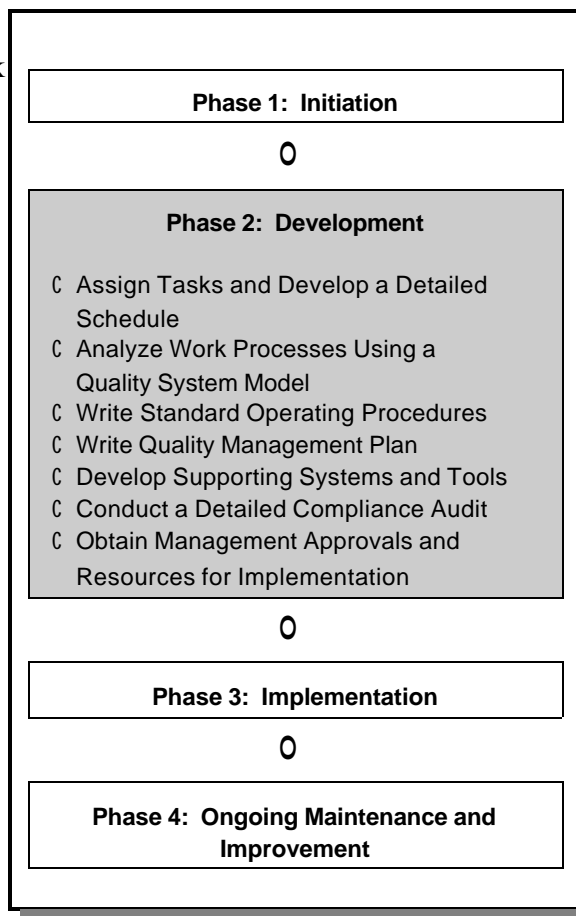 k
Phase 1: Initiation
O
Phase 2: Development
C Assign Tasks and Develop a Detailed
Schedule
C Analyze Work Processes Using a
Quality System Model
C Write Standard Operating Procedures
C Write Quality Management Plan
C Develop Supporting Systems and Tools
C Conduct a Detailed Compliance Audit
C Obtain Management Approvals and
Resources for Implementation
O
Phase 3: Implementation
O
Phase 4: Ongoing Maintenance and
Improvement